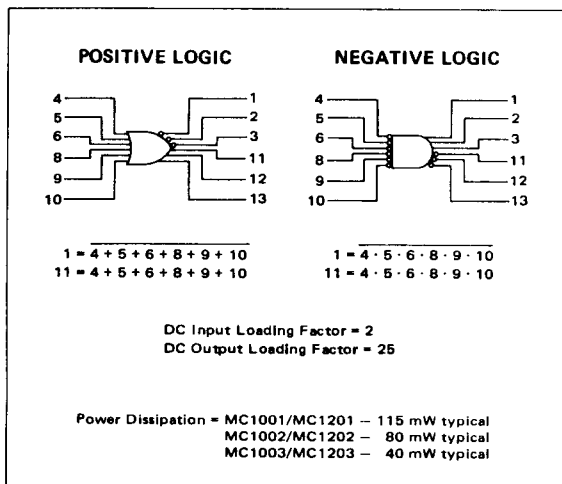 POSITIVE LOGIC
4
5
6
8
9
10
1
2
3
11
12
13
1 = 4 + 5 + 6 + 8 + 9 + 10
11 = 4 + 5 + 6 + 8 + 9 + 10
NEGATIVE LOGIC
4
5
6
8
9
10
1
2
3
11
12
13
1 = 4 · 5 · 6 · 8 · 9 · 10
11 = 4 · 5 · 6 · 8 · 9 · 10
DC Input Loading Factor = 2
DC Output Loading Factor = 25
Power Dissipation = MC1001/MC1201 – 115 mW typical
MC1002/MC1202 – 80 mW typical
MC1003/MC1203 – 40 mW typical